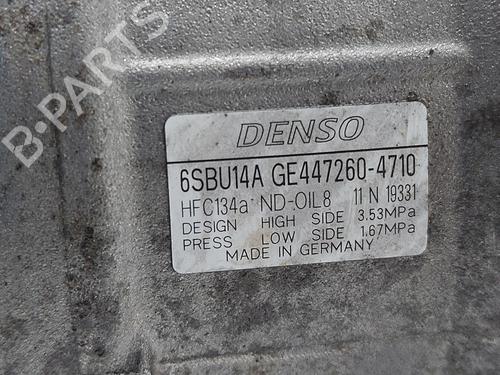 B-PARTS
DENSO
6SBU14A GE447260-4710
HFC134a ND-OIL8 11 N 19331
DESIGN HIGH SIDE 3.53MPa
PRESS LOW SIDE 1.67MPa
MADE IN GERMANY